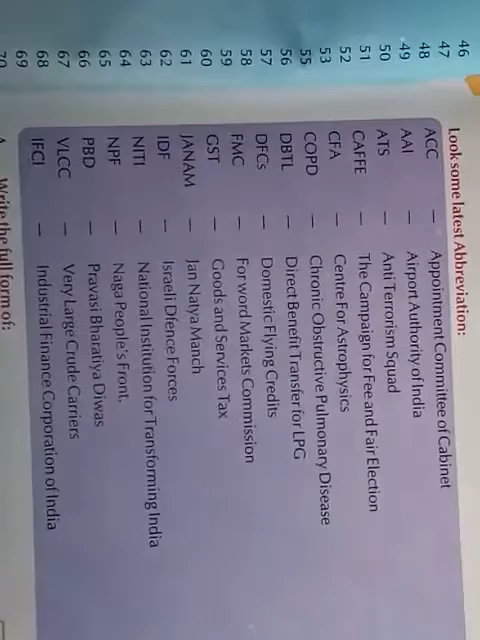 46
47
48
49
50
51
52
53
55
56
57
58
59
60
61
62
63
64
65
66
67
68
69
70
Look some latest Abbreviation:
ACC — Appointment Committee of Cabinet
AAI — Airport Authority of India
ATS — Anti Terrorism Squad
CAFFE — The Campaign for Fee and Fair Election
CFA — Centre For Astrophysics
COPD — Chronic Obstructive Pulmonary Disease
DBTL — Direct Benefit Transfer for LPG
DFCs — Domestic Flying Credits
FMC — For word Markets Commission
GST — Goods and Services Tax
JANAM — Jan Natya Manch
IDF — Israeli Dfence Forces
NITI — National Institution for Transforming India
NPF — Naga People's Front.
PBD — Pravasi Bharatiya Diwas
VLCC — Very Large Crude Carriers
IFCI — Industrial Finance Corporation of India
A. Write the full form of: